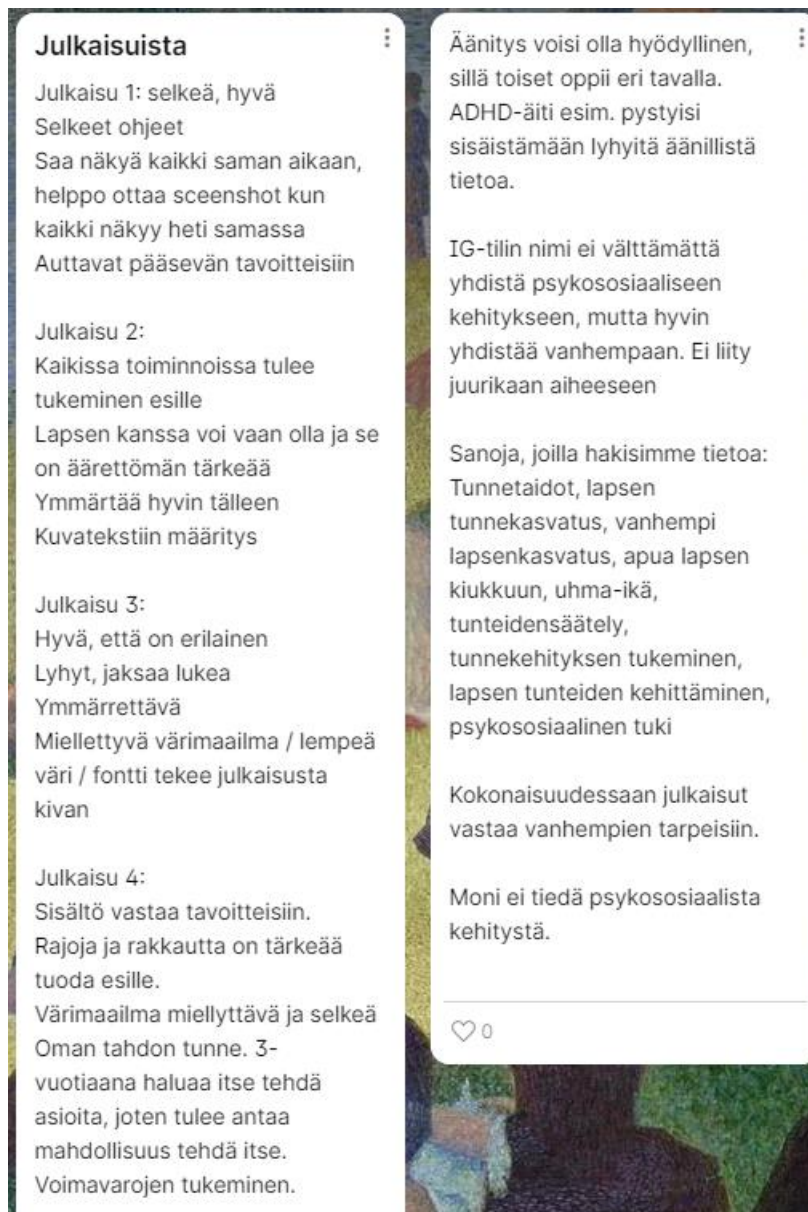 Julkaisuista
Julkaisu 1: selkeä, hyvä
Selkeet ohjeet
Saa näkyä kaikki saman aikaan,
helppo ottaa sceenshot kun
kaikki näkyy heti samassa
Auttavat pääsevän tavoitteisiin
Julkaisu 2:
Kaikissa toiminnoissa tulee
tukeminen esille
Lapsen kanssa voi vaan olla ja se
on äärettömän tärkeää
Ymmärtää hyvin tälleen
Kuvatekstiin määritys
Julkaisu 3:
Hyvä, että on erilainen
Lyhyt, jaksaa lukea
Ymmärrettävä
Miellettyvä värimaailma / lempeä
väri / fontti tekee julkaisusta
kivan
Julkaisu 4:
Sisältö vastaa tavoitteisiin.
Rajoja ja rakkautta on tärkeää
tuoda esille.
Värimaailma miellyttävä ja selkeä
Oman tahdon tunne. 3-
vuotiaana haluaa itse tehdä
asioita, joten tulee antaa
mahdollisuus tehdä itse.
Voimavarojen tukeminen.
Äänitys voisi olla hyödyllinen,
sillä toiset oppii eri tavalla.
ADHD-äiti esim. pystyisi
sisäistämään lyhyitä äänillistä
tietoa.
IG-tilin nimi ei välttämättä
yhdistä psykososiaaliseen
kehitykseen, mutta hyvin
yhdistää vanhempaan. Ei liity
juurikaan aiheeseen
Sanoja, joilla hakisimme tietoa:
Tunnetaidot, lapsen
tunnekasvatus, vanhempi
lapsenkasvatus, apua lapsen
kiukkuun, uhma-ikä,
tunteidensäätely,
tunnekehityksen tukeminen,
lapsen tunteiden kehittäminen,
psykososiaalinen tuki
Kokonaisuudessaan julkaisut
vastaa vanhempien tarpeisiin.
Moni ei tiedä psykososiaalista
kehitystä.
0